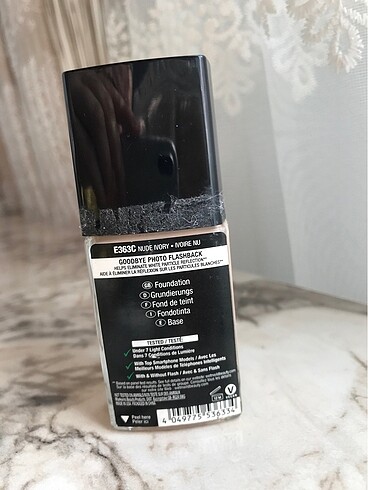 E363C NUDE IVORY • IVOIRE NU
GOODBYE PHOTO FLASHBACK
HELPS ELIMINATE WHITE PARTICLE REFLECTION**
AIDE À ÉLIMINER LA RÉFLEXION SUR LES PARTICULES BLANCHES**
GB Foundation
D Grundierungs
F Fond de teint
I Fondotinta
E Base
TESTED / TESTÉ:
Under 7 Light Conditions
Dans 7 Conditions de Lumière
With Top Smartphone Models / Avec Les
Meilleurs Modèles de Téléphones Intelligents
With & Without Flash / Avec & Sans Flash
V
12 M
Peel here
Peler ici
4 049775 536334